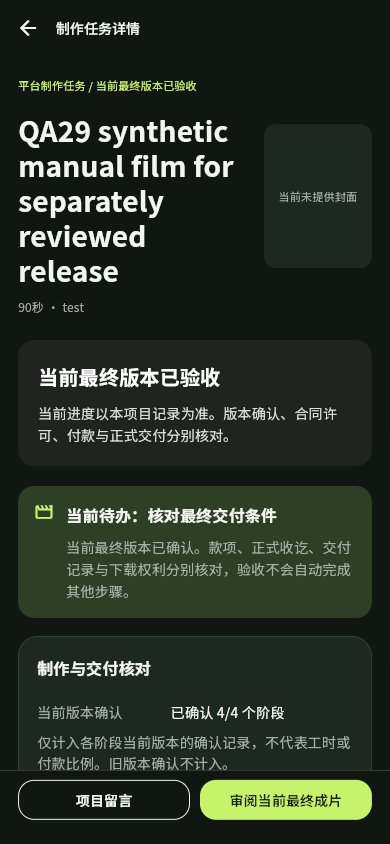 制作任务详情
平台制作任务 / 当前最终版本已验收
QA29 synthetic
manual film for
separately
reviewed
release
当前未提供封面
90秒 · test
当前最终版本已验收
当前进度以本项目记录为准。版本确认、合同许
可、付款与正式交付分别核对。
当前待办：核对最终交付条件
当前最终版本已确认。款项、正式收讫、交付
记录与下载权利分别核对，验收不会自动完成
其他步骤。
制作与交付核对
当前版本确认 已确认 4/4 个阶段
仅计入各阶段当前版本的确认记录，不代表工时或
付款比例。旧版本确认不计入。
项目留言
审阅当前最终成片